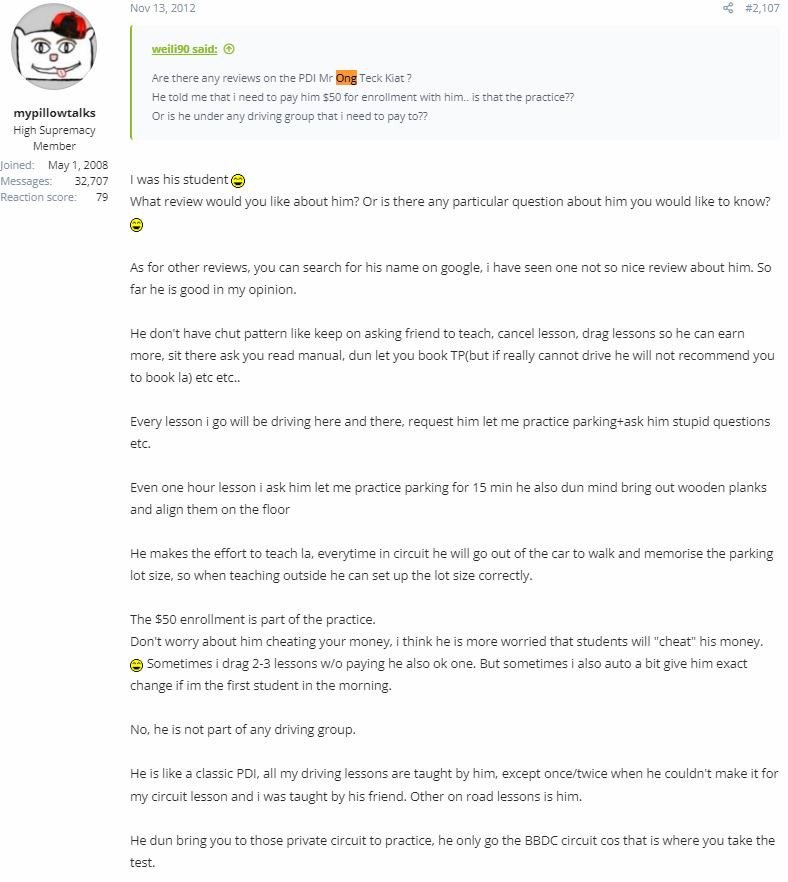 Nov 13, 2012
#2,107
mypillowtalks
High Supremacy
Member
Joined: May 1, 2008
Messages: 32,707
Reaction score: 79
weili90 said:
Are there any reviews on the PDI Mr Ong Teck Kiat ?
He told me that i need to pay him $50 for enrollment with him.. is that the practice??
Or is he under any driving group that i need to pay to??
I was his student
What review would you like about him? Or is there any particular question about him you would like to know?
As for other reviews, you can search for his name on google, i have seen one not so nice review about him. So
far he is good in my opinion.
He don't have chut pattern like keep on asking friend to teach, cancel lesson, drag lessons so he can earn
more, sit there ask you read manual, dun let you book TP(but if really cannot drive he will not recommend you
to book la) etc etc..
Every lesson i go will be driving here and there, request him let me practice parking+ask him stupid questions
etc.
Even one hour lesson i ask him let me practice parking for 15 min he also dun mind bring out wooden planks
and align them on the floor
He makes the effort to teach la, everytime in circuit he will go out of the car to walk and memorise the parking
lot size, so when teaching outside he can set up the lot size correctly.
The $50 enrollment is part of the practice.
Don't worry about him cheating your money, i think he is more worried that students will "cheat" his money.
Sometimes i drag 2-3 lessons w/o paying he also ok one. But sometimes i also auto a bit give him exact
change if im the first student in the morning.
No, he is not part of any driving group.
He is like a classic PDI, all my driving lessons are taught by him, except once/twice when he couldn't make it for
my circuit lesson and i was taught by his friend. Other on road lessons is him.
He dun bring you to those private circuit to practice, he only go the BBDC circuit cos that is where you take the
test.